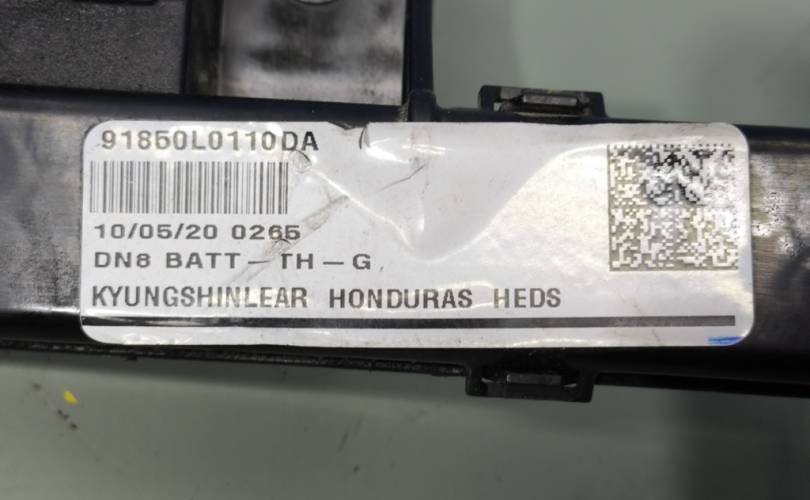 91850L0110DA
10/05/20 0265
DN8 BATT-TH-G
KYUNGSHINLEAR HONDURAS HEDS